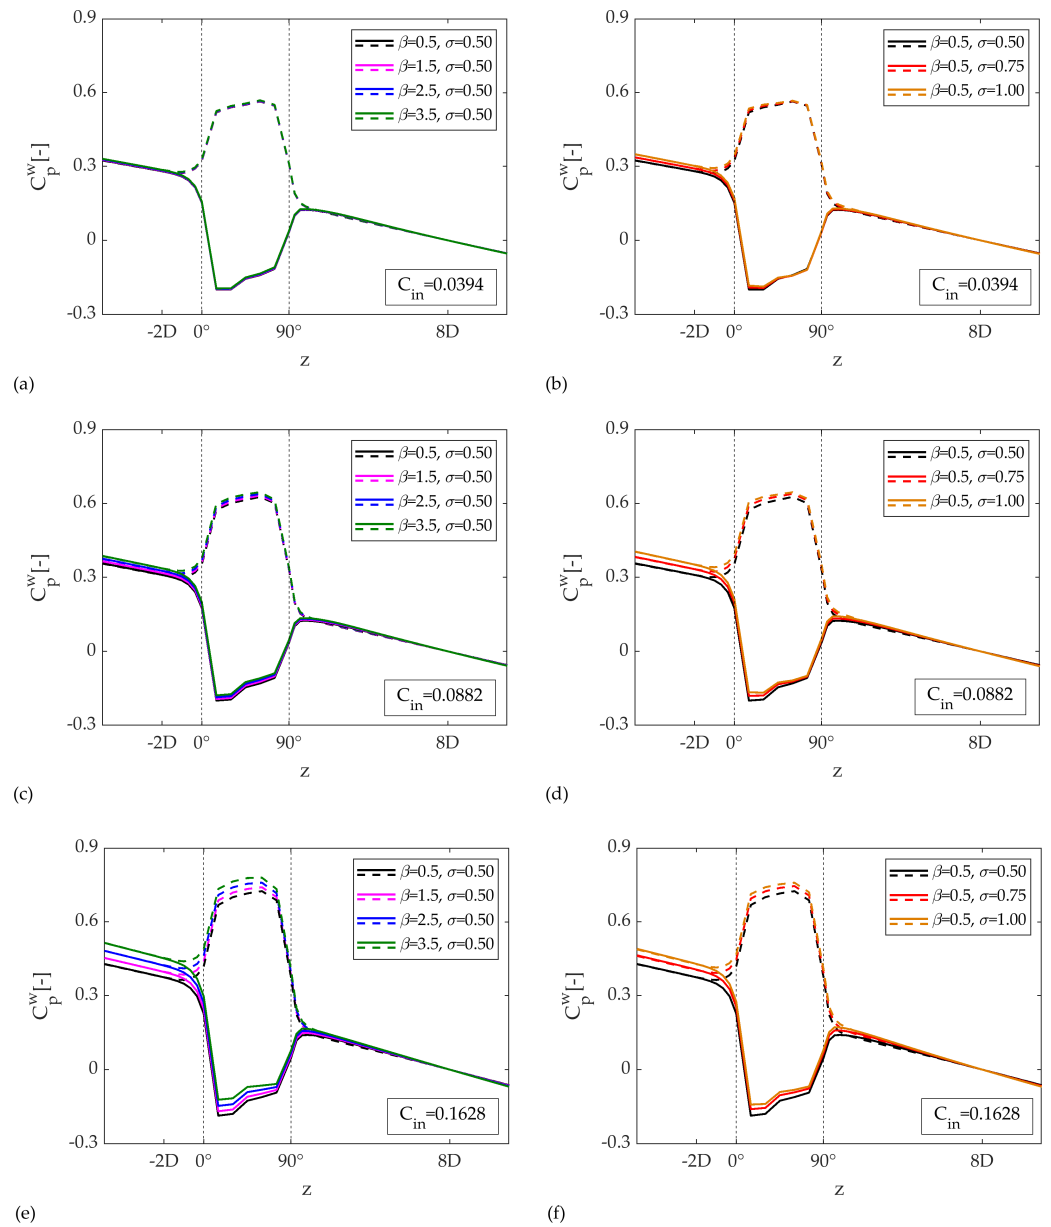 0.9
0.6
0.3
0
-0.3
C_p^w[-]
β=0.5, σ=0.50
β=1.5, σ=0.50
β=2.5, σ=0.50
β=3.5, σ=0.50
C_in=0.0394
-2D 0° 90° 8D
z
(a)
0.9
0.6
0.3
0
-0.3
C_p^w[-]
β=0.5, σ=0.50
β=0.5, σ=0.75
β=0.5, σ=1.00
C_in=0.0394
-2D 0° 90° 8D
z
(b)
0.9
0.6
0.3
0
-0.3
C_p^w[-]
β=0.5, σ=0.50
β=1.5, σ=0.50
β=2.5, σ=0.50
β=3.5, σ=0.50
C_in=0.0882
-2D 0° 90° 8D
z
(c)
0.9
0.6
0.3
0
-0.3
C_p^w[-]
β=0.5, σ=0.50
β=0.5, σ=0.75
β=0.5, σ=1.00
C_in=0.0882
-2D 0° 90° 8D
z
(d)
0.9
0.6
0.3
0
-0.3
C_p^w[-]
β=0.5, σ=0.50
β=1.5, σ=0.50
β=2.5, σ=0.50
β=3.5, σ=0.50
C_in=0.1628
-2D 0° 90° 8D
z
(e)
0.9
0.6
0.3
0
-0.3
C_p^w[-]
β=0.5, σ=0.50
β=0.5, σ=0.75
β=0.5, σ=1.00
C_in=0.1628
-2D 0° 90° 8D
z
(f)